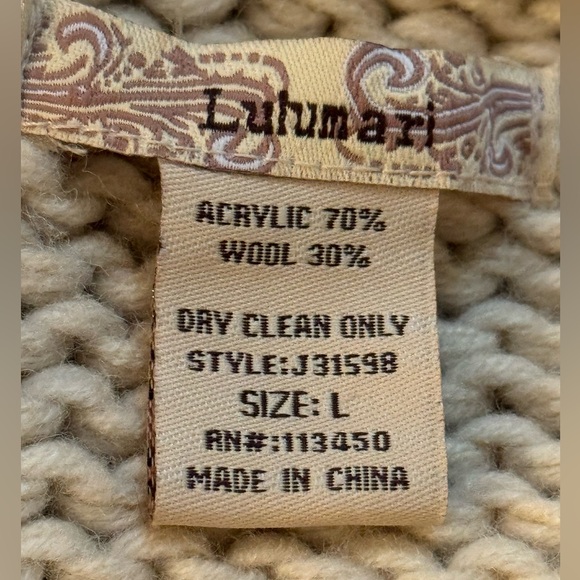 Lulumari
ACRYLIC 70%
WOOL 30%
DRY CLEAN ONLY
STYLE:J31598
SIZE: L
RN#:113450
MADE IN CHINA